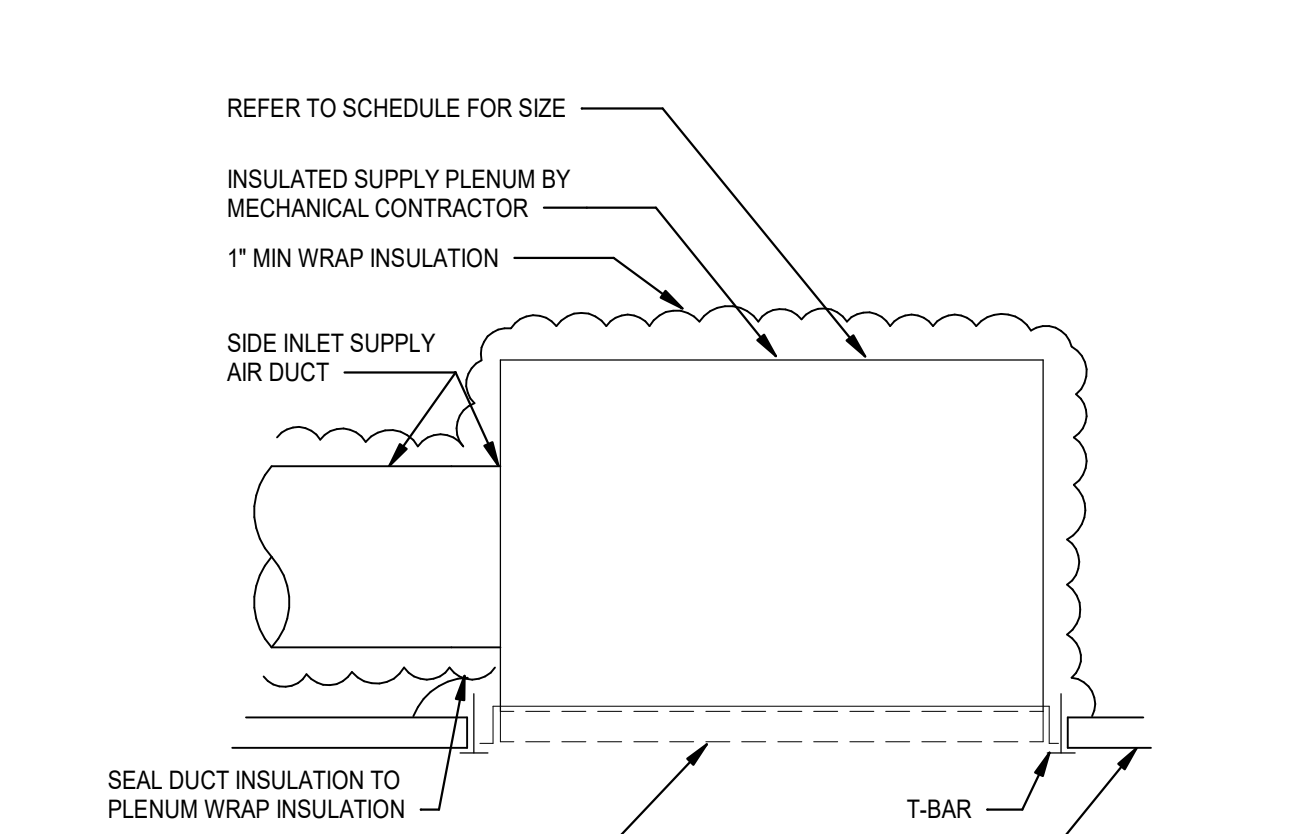 REFER TO SCHEDULE FOR SIZE
INSULATED SUPPLY PLENUM BY
MECHANICAL CONTRACTOR
1" MIN WRAP INSULATION
SIDE INLET SUPPLY
AIR DUCT
SEAL DUCT INSULATION TO
PLENUM WRAP INSULATION
T-BAR